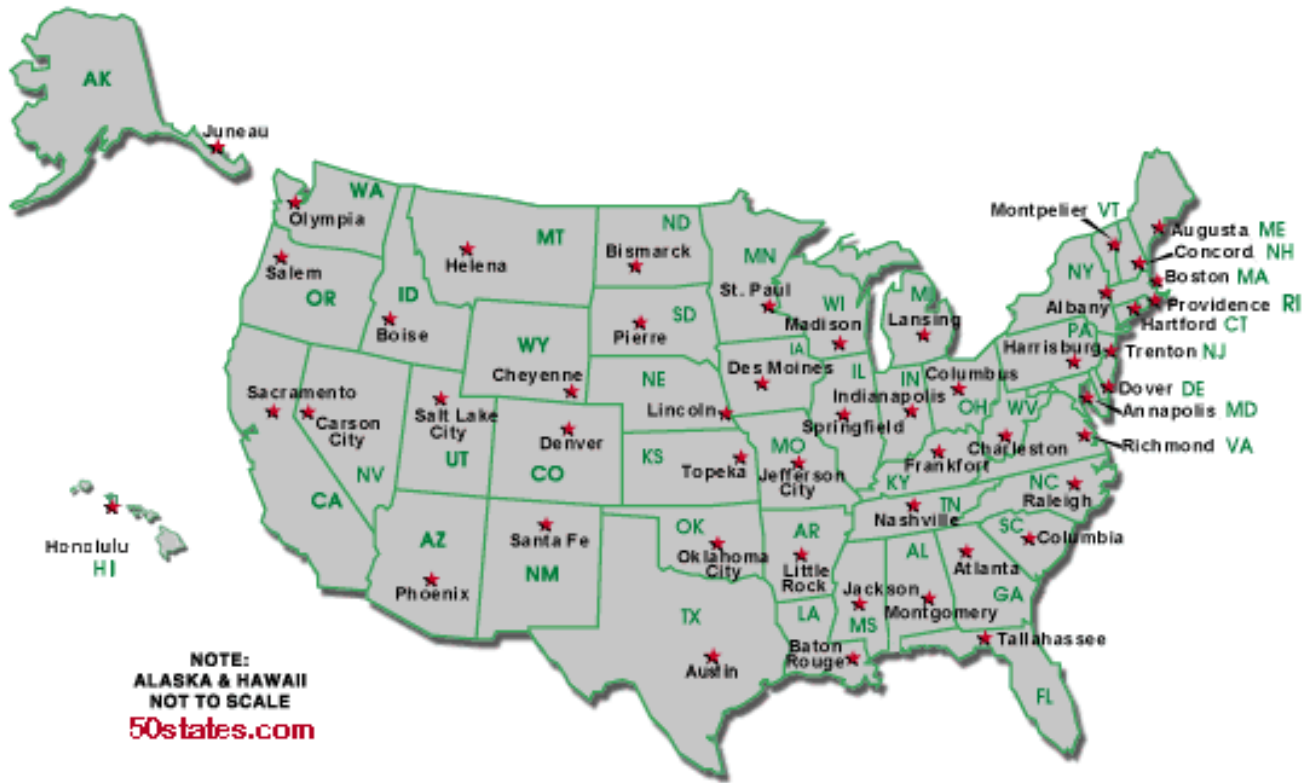 AK
Juneau
WA
Olympia
MT
Helena
ND
Bismarck
MN
St. Paul
Montpelier VT
Augusta ME
Concord NH
Boston MA
Providence RI
Hartford CT
NY
Albany
Salem
OR
ID
Boise
WY
Cheyenne
SD
Pierre
WI
Madison
MI
Lansing
PA
Harrisburg
Trenton NJ
Dover DE
Annapolis MD
Richmond VA
IA
Des Moines
NE
Lincoln
IL
Springfield
IN
Indianapolis
Columbus
OH
WV
Charleston
Sacramento
CA
Carson
City
NV
Salt Lake
City
UT
Denver
CO
KS
Topeka
MO
Jefferson
City
Frankfort
KY
NC
Raleigh
TN
Nashville
SC
Columbia
Honolulu
HI
AZ
Phoenix
Santa Fe
NM
OK
Oklahoma
City
AR
Little
Rock
AL
Montgomery
Atlanta
GA
Jackson
MS
TX
Austin
LA
Baton
Rouge
Tallahassee
FL
NOTE:
ALASKA & HAWAII
NOT TO SCALE
50states.com